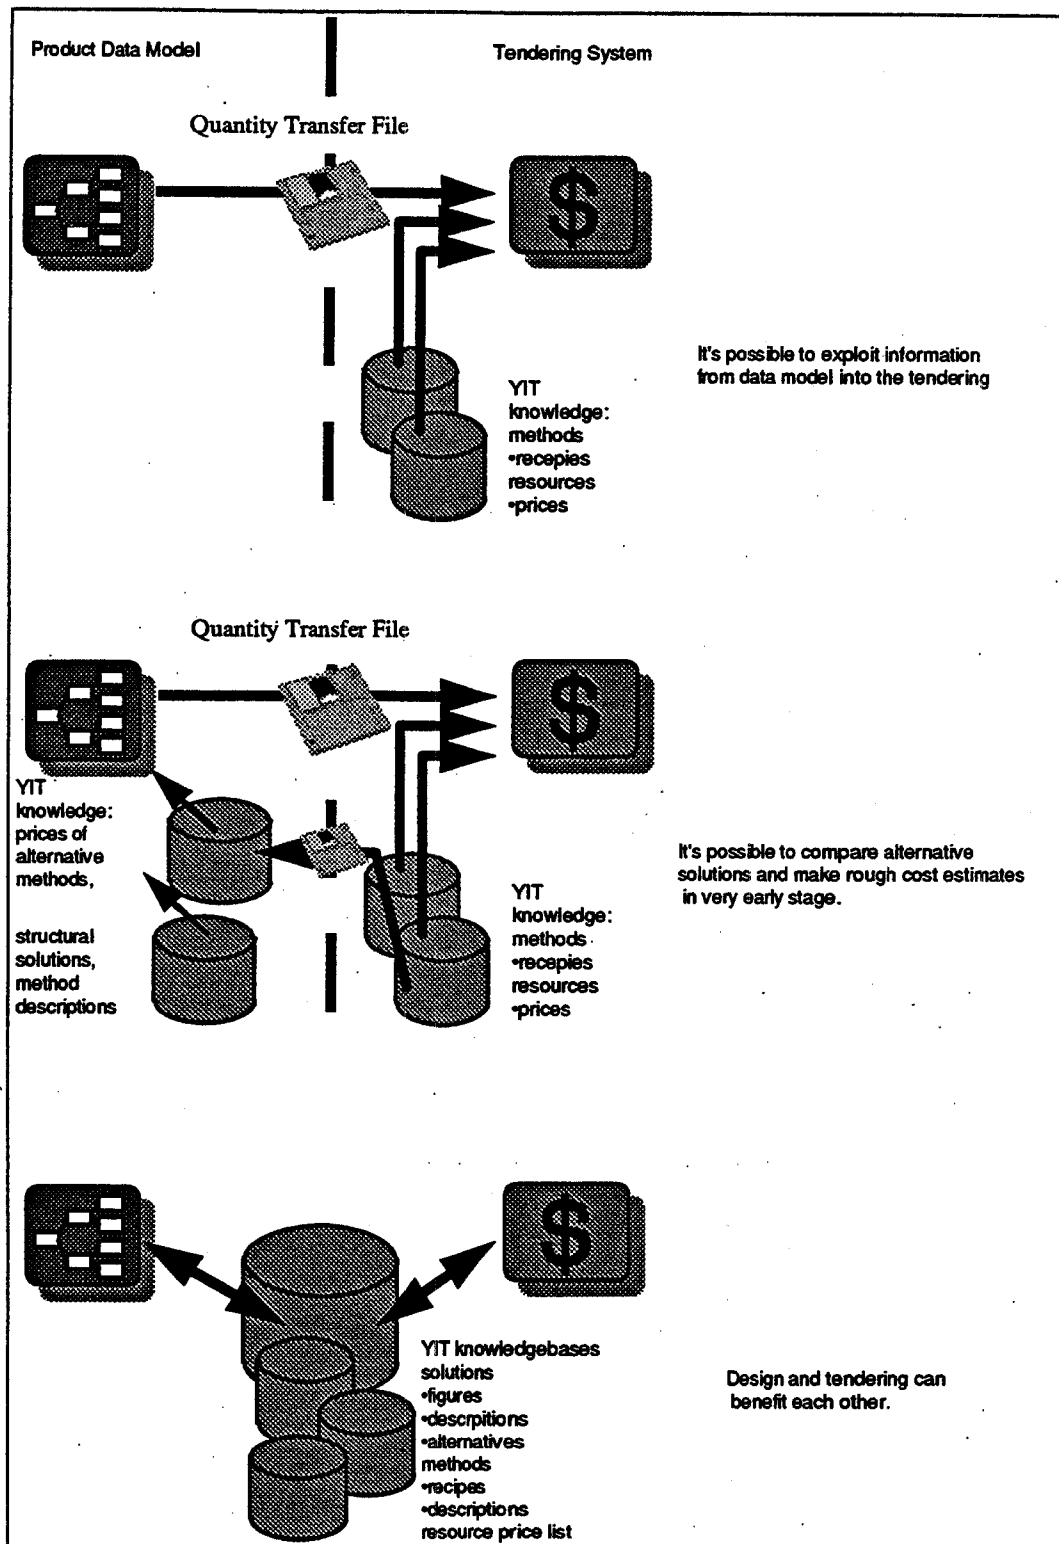 Product Data Model
Tendering System
Quantity Transfer File
$
It's possible to exploit information
from data model into the tendering
YIT
knowledge:
methods
•recepies
resources
•prices
Quantity Transfer File
$
YIT
knowledge:
prices of
alternative
methods,
structural
solutions,
method
descriptions
YIT
knowledge:
methods
•recepies
resources
•prices
It's possible to compare alternative
solutions and make rough cost estimates
in very early stage.
$
YIT knowledgebases
solutions
•figures
•descrpitions
•alternatives
methods
•recipes
•descriptions
resource price list
Design and tendering can
benefit each other.